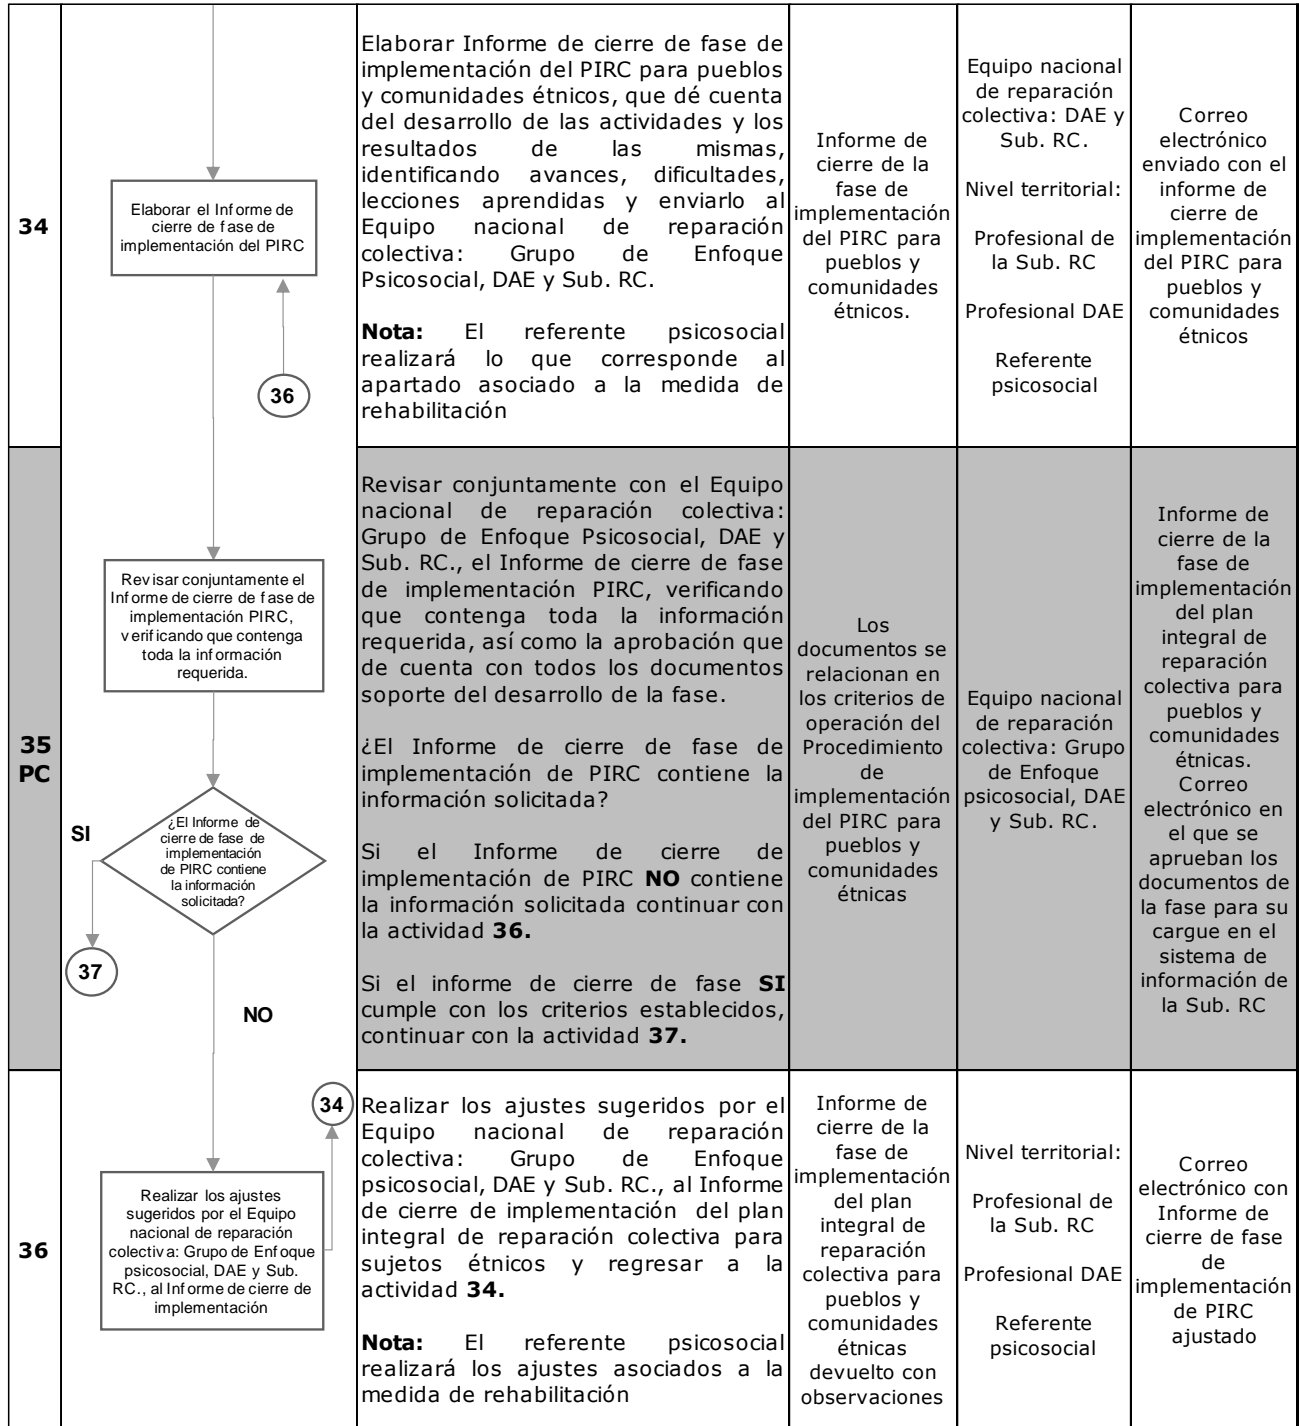 34
Elaborar el Informe de
cierre de fase de
implementación del PIRC
36
Elaborar Informe de cierre de fase de
implementación del PIRC para pueblos
y comunidades étnicos, que dé cuenta
del desarrollo de las actividades y los
resultados de las mismas,
identificando avances, dificultades,
lecciones aprendidas y enviarlo al
Equipo nacional de reparación
colectiva: Grupo de Enfoque
Psicosocial, DAE y Sub. RC.
Nota: El referente psicosocial
realizará lo que corresponde al
apartado asociado a la medida de
rehabilitación
Informe de
cierre de la
fase de
implementación
del PIRC para
pueblos y
comunidades
étnicos.
Equipo nacional
de reparación
colectiva: DAE y
Sub. RC.
Nivel territorial:
Profesional de
la Sub. RC
Profesional DAE
Referente
psicosocial
Correo
electrónico
enviado con el
informe de
cierre de
implementación
del PIRC para
pueblos y
comunidades
étnicos
35
PC
Revisar conjuntamente el
Informe de cierre de fase de
implementación PIRC,
verificando que contenga
toda la información
requerida.
¿El Informe de
cierre de fase de
implementación
de PIRC contiene
la información
solicitada?
SI
37
NO
Revisar conjuntamente con el Equipo
nacional de reparación colectiva:
Grupo de Enfoque Psicosocial, DAE y
Sub. RC., el Informe de cierre de fase
de implementación PIRC, verificando
que contenga toda la información
requerida, así como la aprobación que
de cuenta con todos los documentos
soporte del desarrollo de la fase.
¿El Informe de cierre de fase de
implementación de PIRC contiene la
información solicitada?
Si el Informe de cierre de
implementación de PIRC NO contiene
la información solicitada continuar con
la actividad 36.
Si el informe de cierre de fase SI
cumple con los criterios establecidos,
continuar con la actividad 37.
Los
documentos se
relacionan en
los criterios de
operación del
Procedimiento
de
implementación
del PIRC para
pueblos y
comunidades
étnicas
Equipo nacional
de reparación
colectiva: Grupo
de Enfoque
psicosocial, DAE
y Sub. RC.
Informe de
cierre de la
fase de
implementación
del plan
integral de
reparación
colectiva para
pueblos y
comunidades
étnicas.
Correo
electrónico en
el que se
aprueban los
documentos de
la fase para su
cargue en el
sistema de
información de
la Sub. RC
36
34
Realizar los ajustes
sugeridos por el Equipo
nacional de reparación
colectiva: Grupo de Enfoque
psicosocial, DAE y Sub.
RC., al Informe de cierre de
implementación
Realizar los ajustes sugeridos por el
Equipo nacional de reparación
colectiva: Grupo de Enfoque
psicosocial, DAE y Sub. RC., al Informe
de cierre de implementación del plan
integral de reparación colectiva para
sujetos étnicos y regresar a la
actividad 34.
Nota: El referente psicosocial
realizará los ajustes asociados a la
medida de rehabilitación
Informe de
cierre de la
fase de
implementación
del plan
integral de
reparación
colectiva para
pueblos y
comunidades
étnicas
devuelto con
observaciones
Nivel territorial:
Profesional de
la Sub. RC
Profesional DAE
Referente
psicosocial
Correo
electrónico con
Informe de
cierre de fase
de
implementación
de PIRC
ajustado